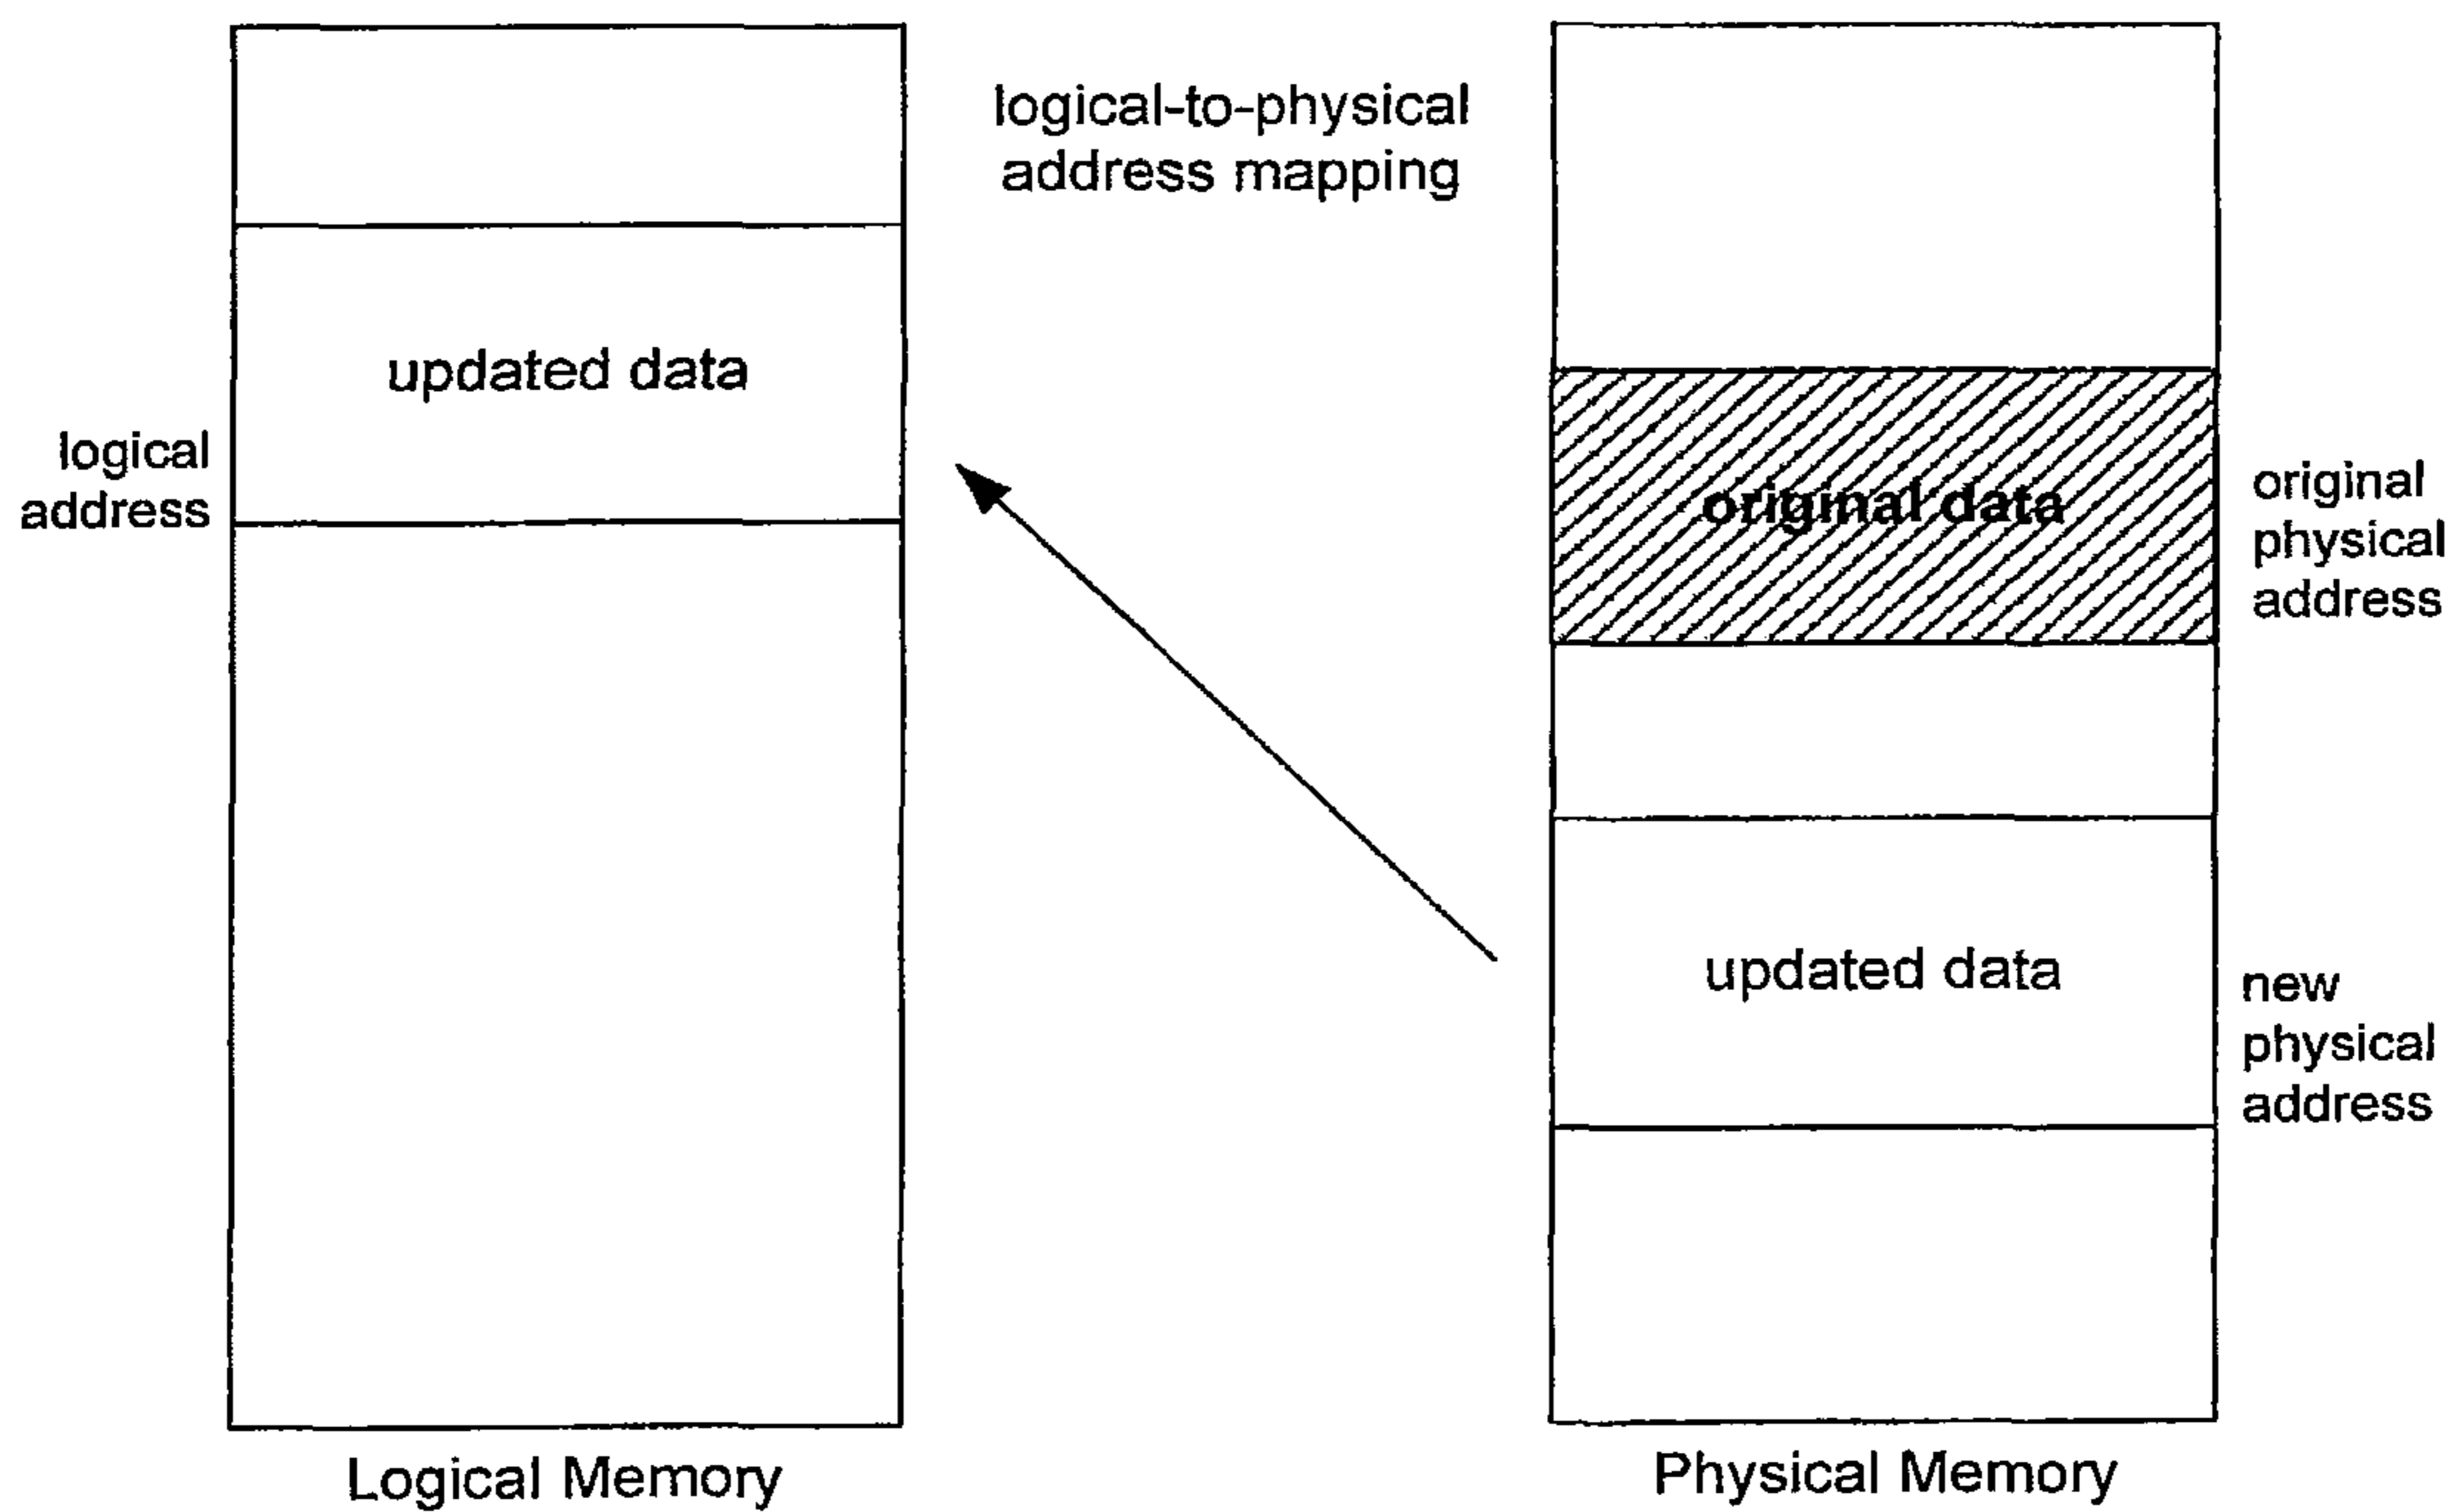 logical-to-physical
address mapping
updated data
logical
address
original data
original
physical
address
updated data
new
physical
address
Logical Memory
Physical Memory